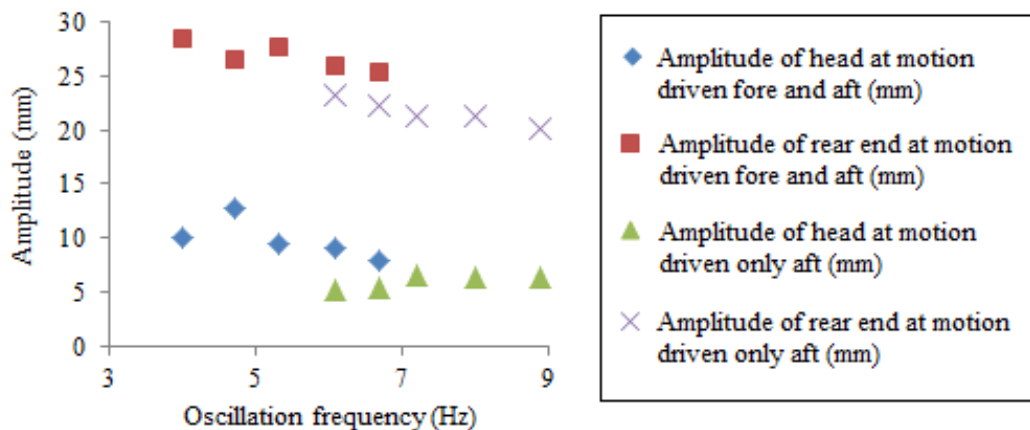 30
25
20
15
10
5
0
Amplitude (mm)
3
5
7
9
Oscillation frequency (Hz)
Amplitude of head at motion
driven fore and aft (mm)
Amplitude of rear end at motion
driven fore and aft (mm)
Amplitude of head at motion
driven only aft (mm)
Amplitude of rear end at motion
driven only aft (mm)